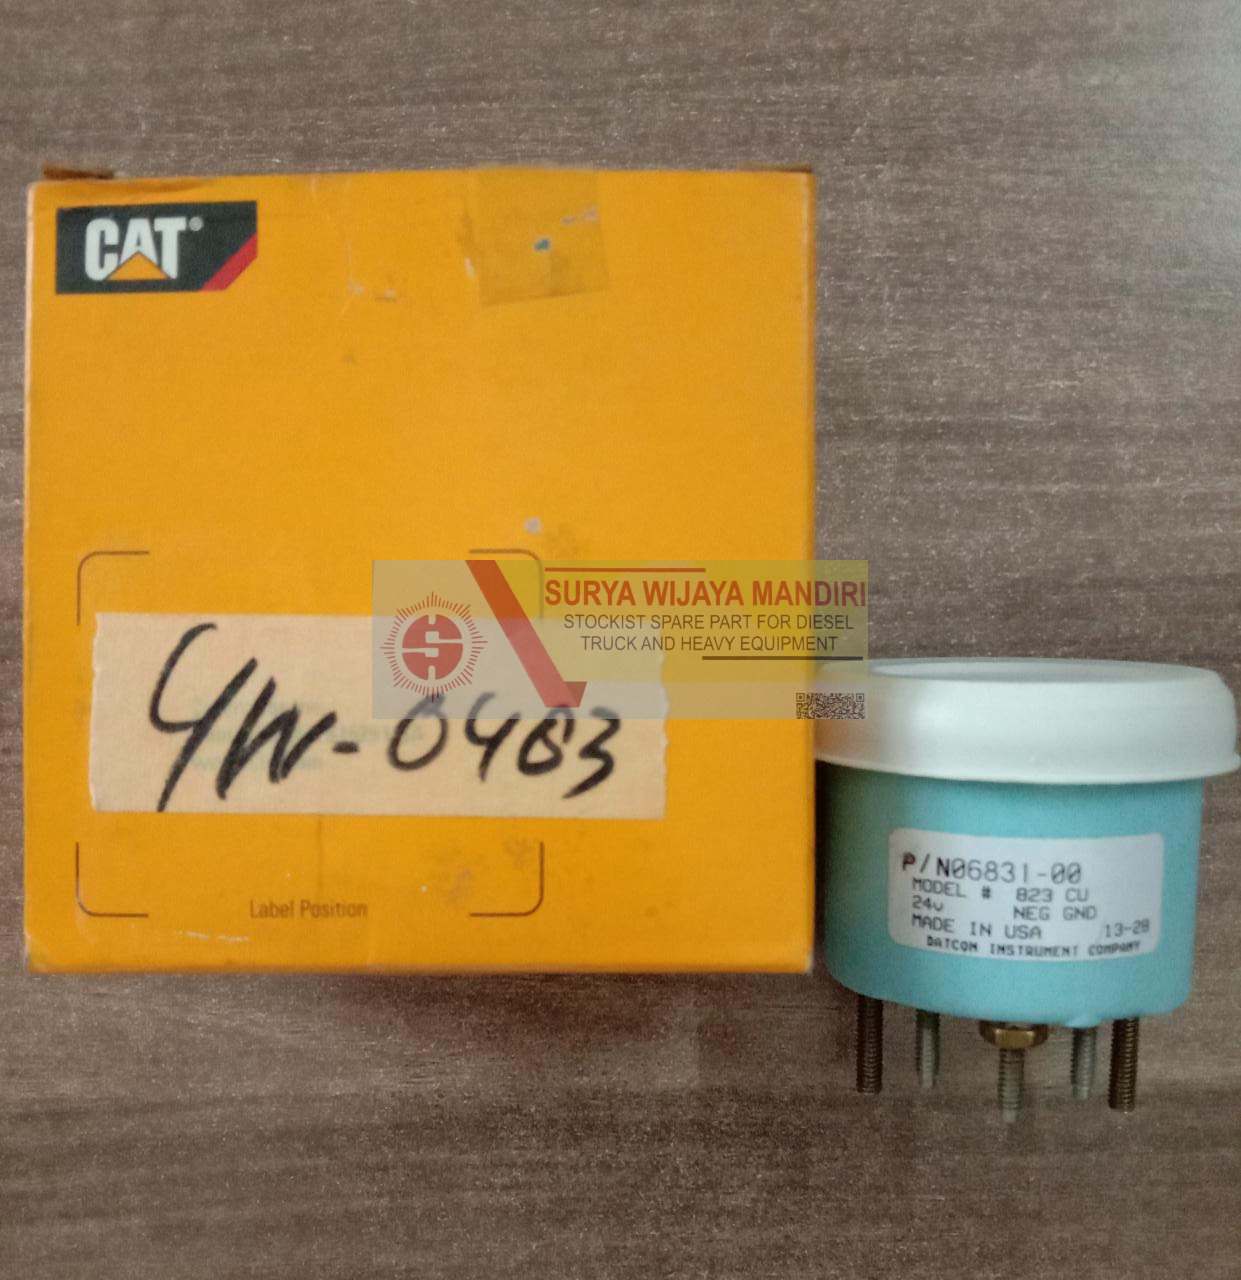 CAT®
SURYA WIJAYA MANDIRI
STOCKIST SPARE PART FOR DIESEL
TRUCK AND HEAVY EQUIPMENT
4W-0483
Label Position
P/N06831-00
MODEL # 823 CU
24v NEG GND
MADE IN USA 13-28
DATCON INSTRUMENT COMPANY